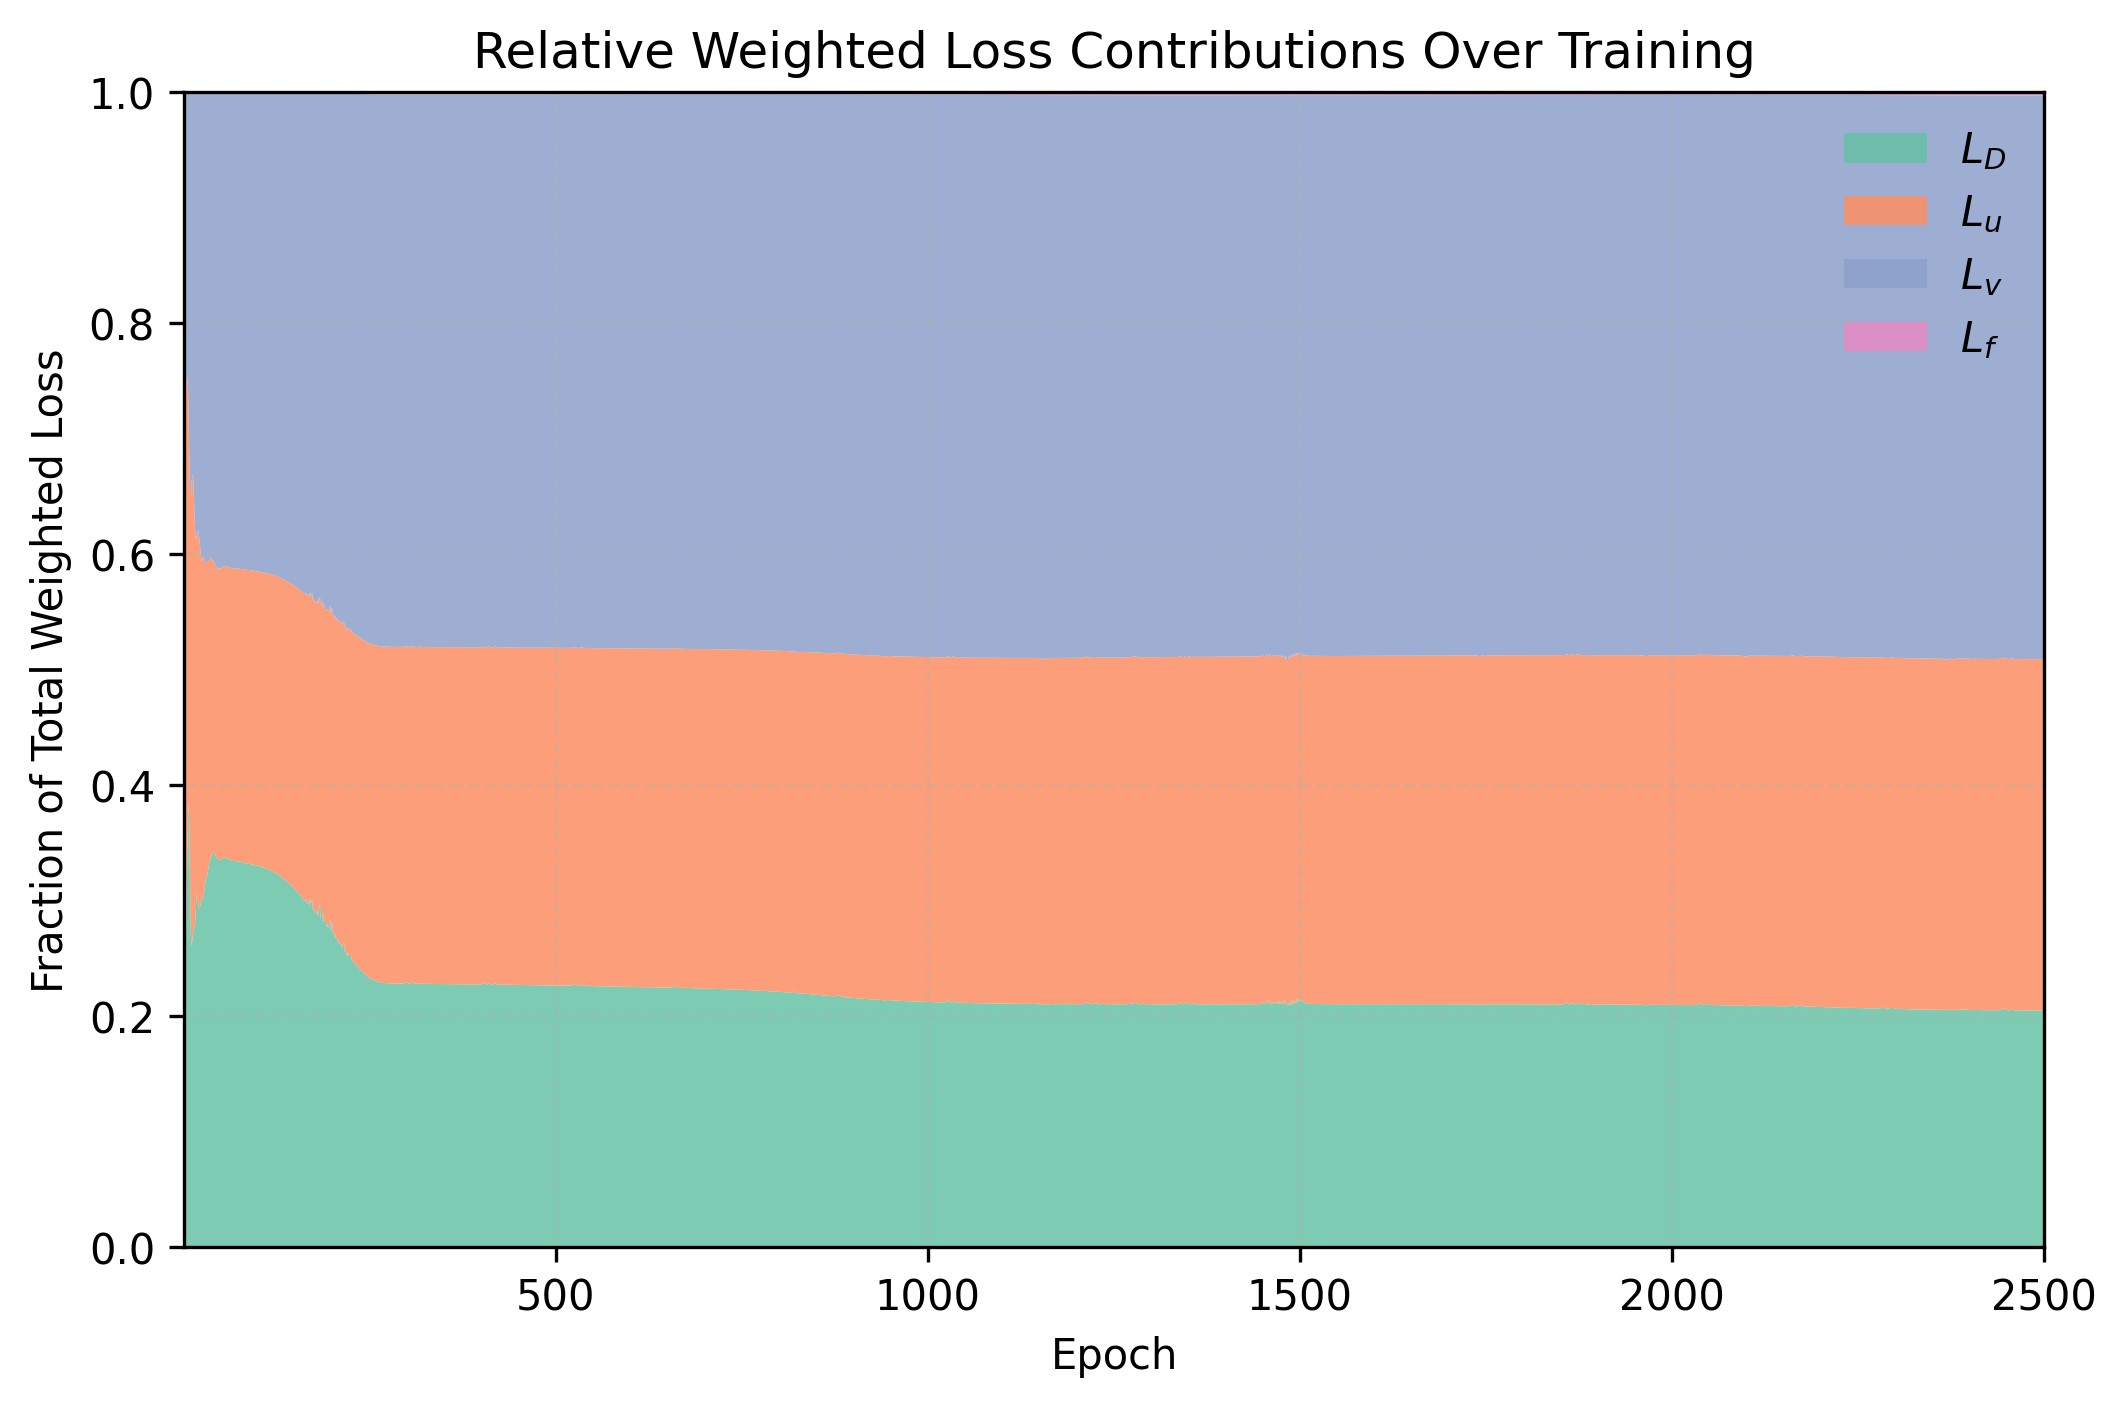 Relative Weighted Loss Contributions Over Training
Fraction of Total Weighted Loss
1.0
0.8
0.6
0.4
0.2
0.0
L_D
L_u
L_v
L_f
500 1000 1500 2000 2500
Epoch